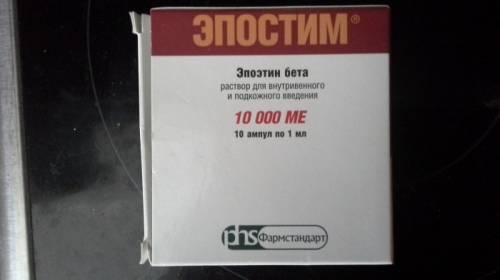 ЭПОСТИМ®
Эпоэтин бета
раствор для внутривенного
и подкожного введения
10 000 МЕ
10 ампул по 1 мл
phs Фармстандарт